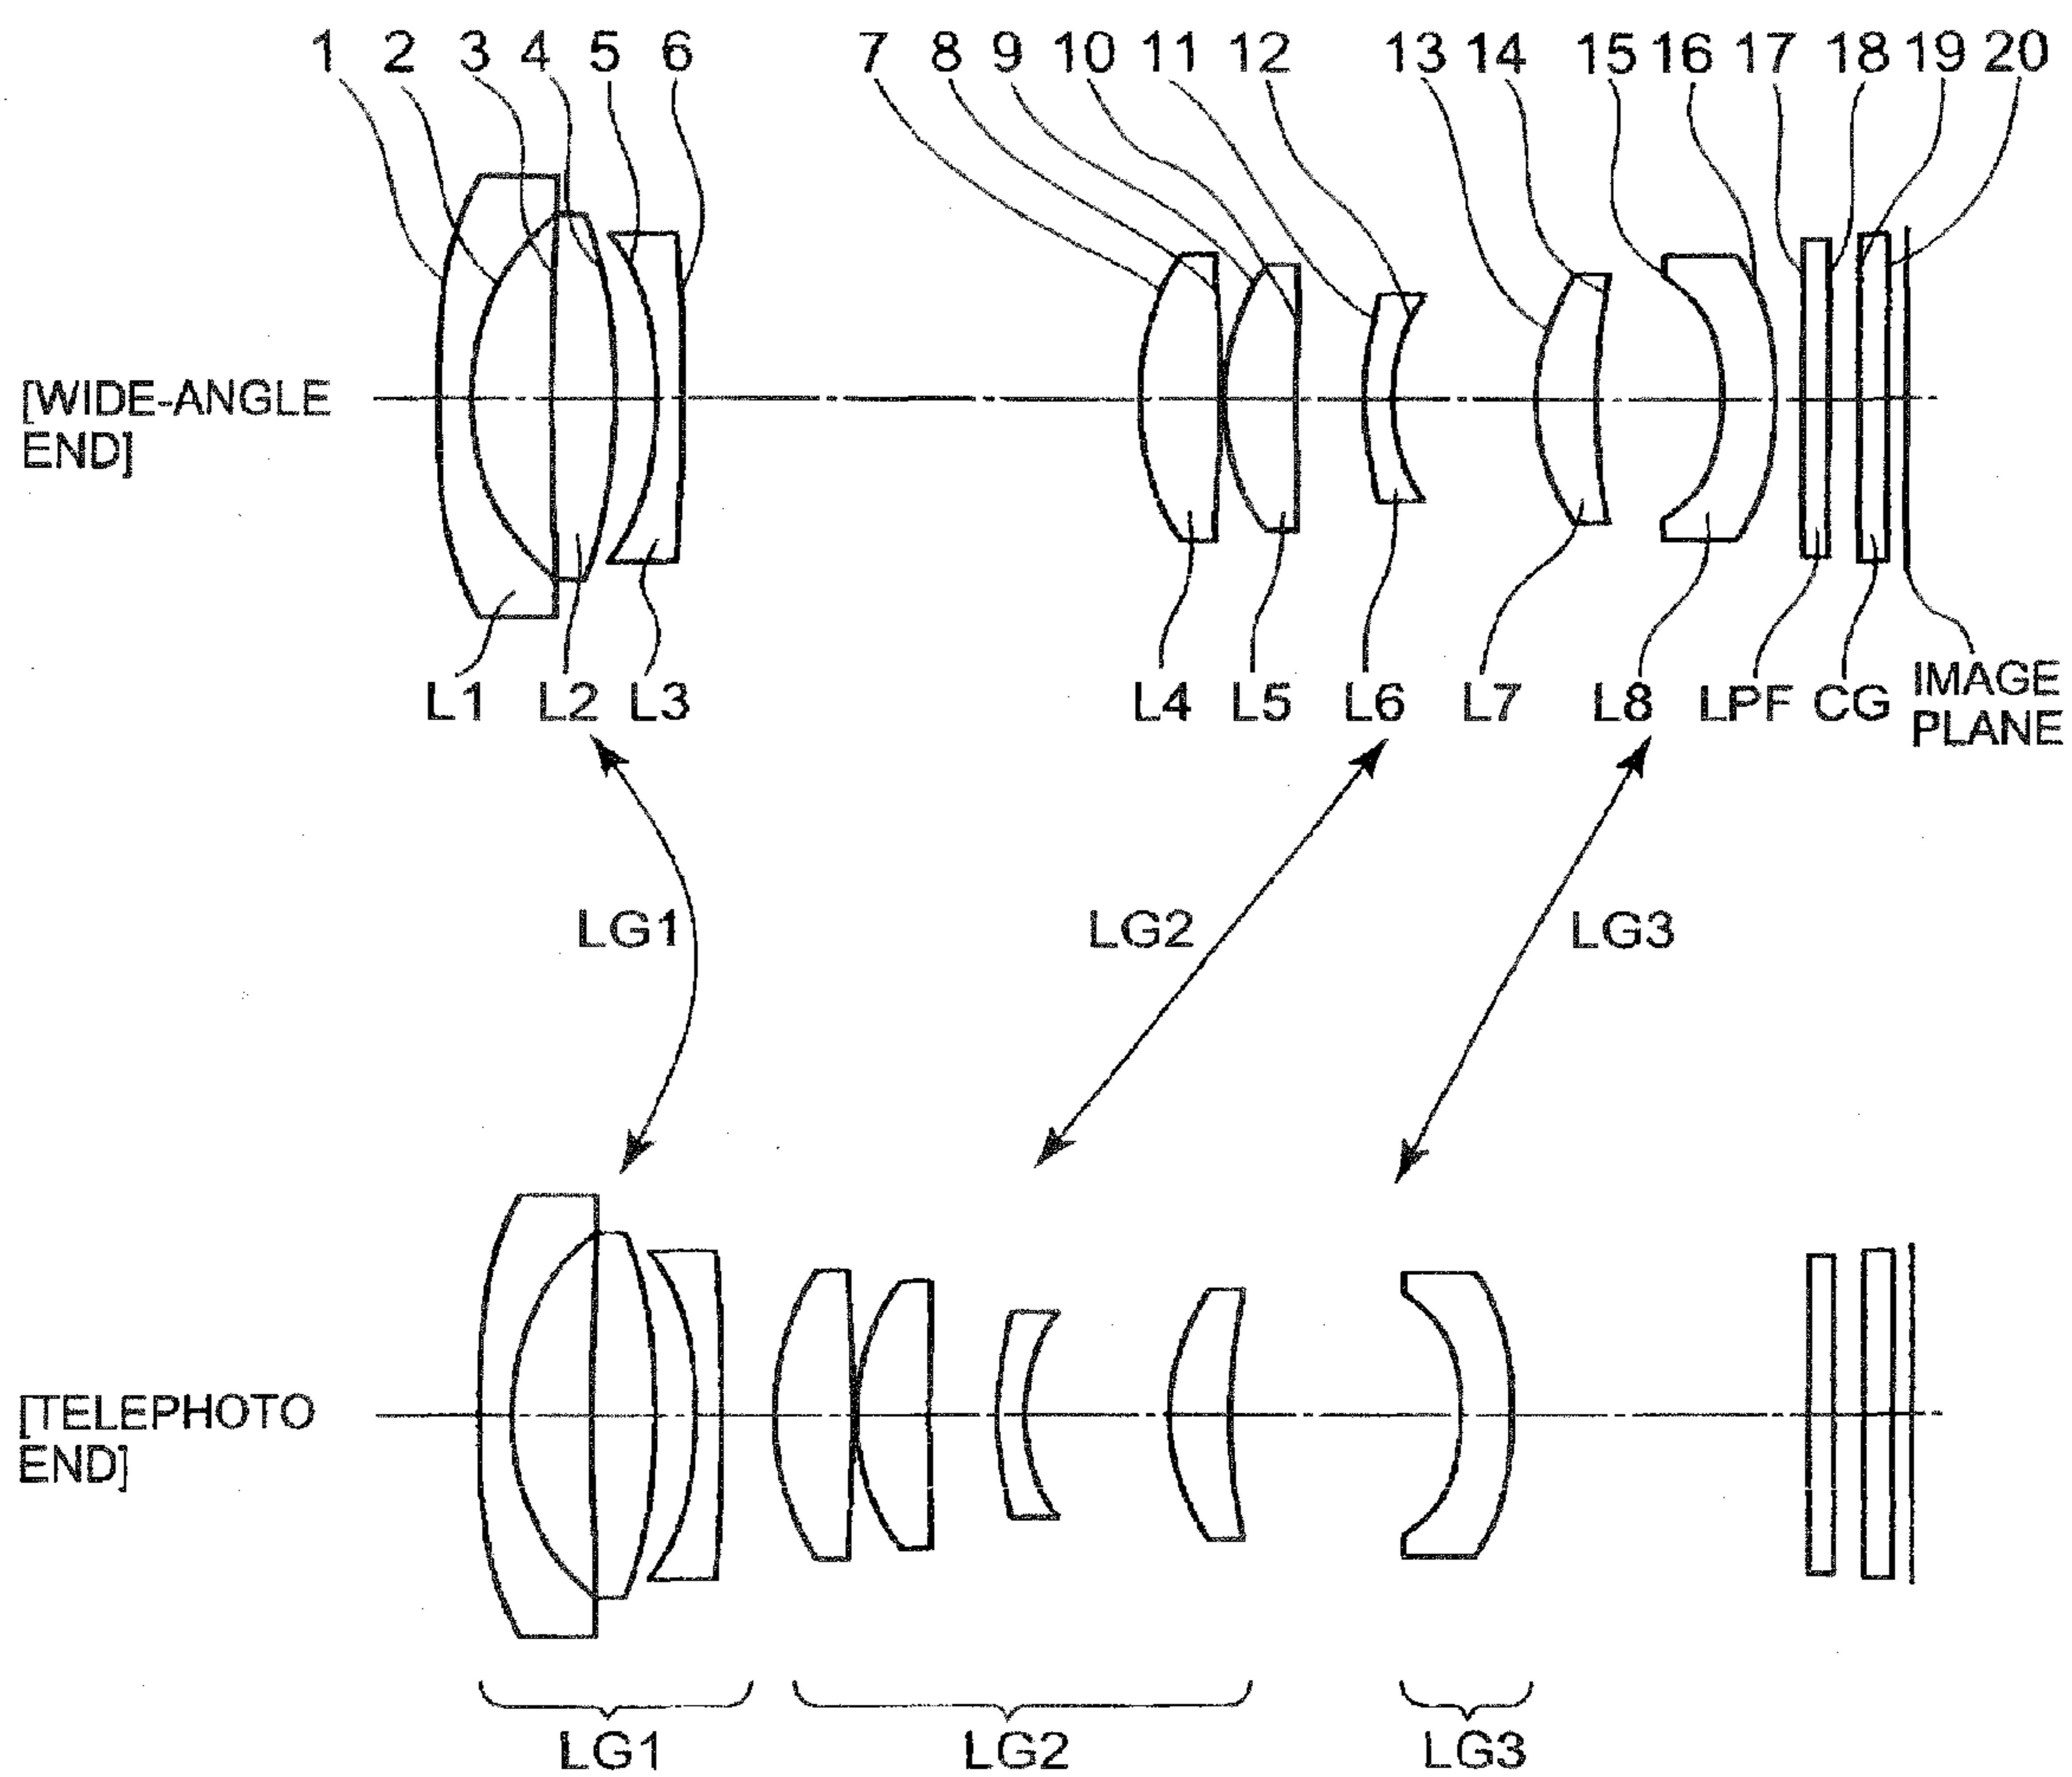 1 2 3 4 5 6 7 8 9 10 11 12 13 14 15 16 17 18 19 20
[WIDE-ANGLE
END]
L1 L2 L3 L4 L5 L6 L7 L8 LPF CG IMAGE
PLANE
LG1 LG2 LG3
[TELEPHOTO
END]
LG1 LG2 LG3